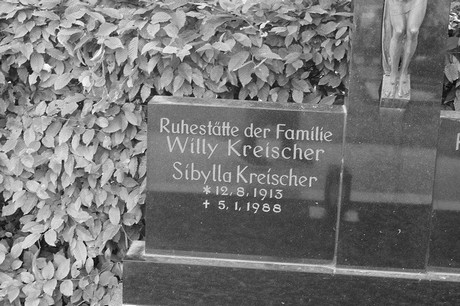 Ruhestätte der Familie
Willy Kreischer
Sibylla Kreischer
* 12. 8. 1913
✝ 5. 1. 1988